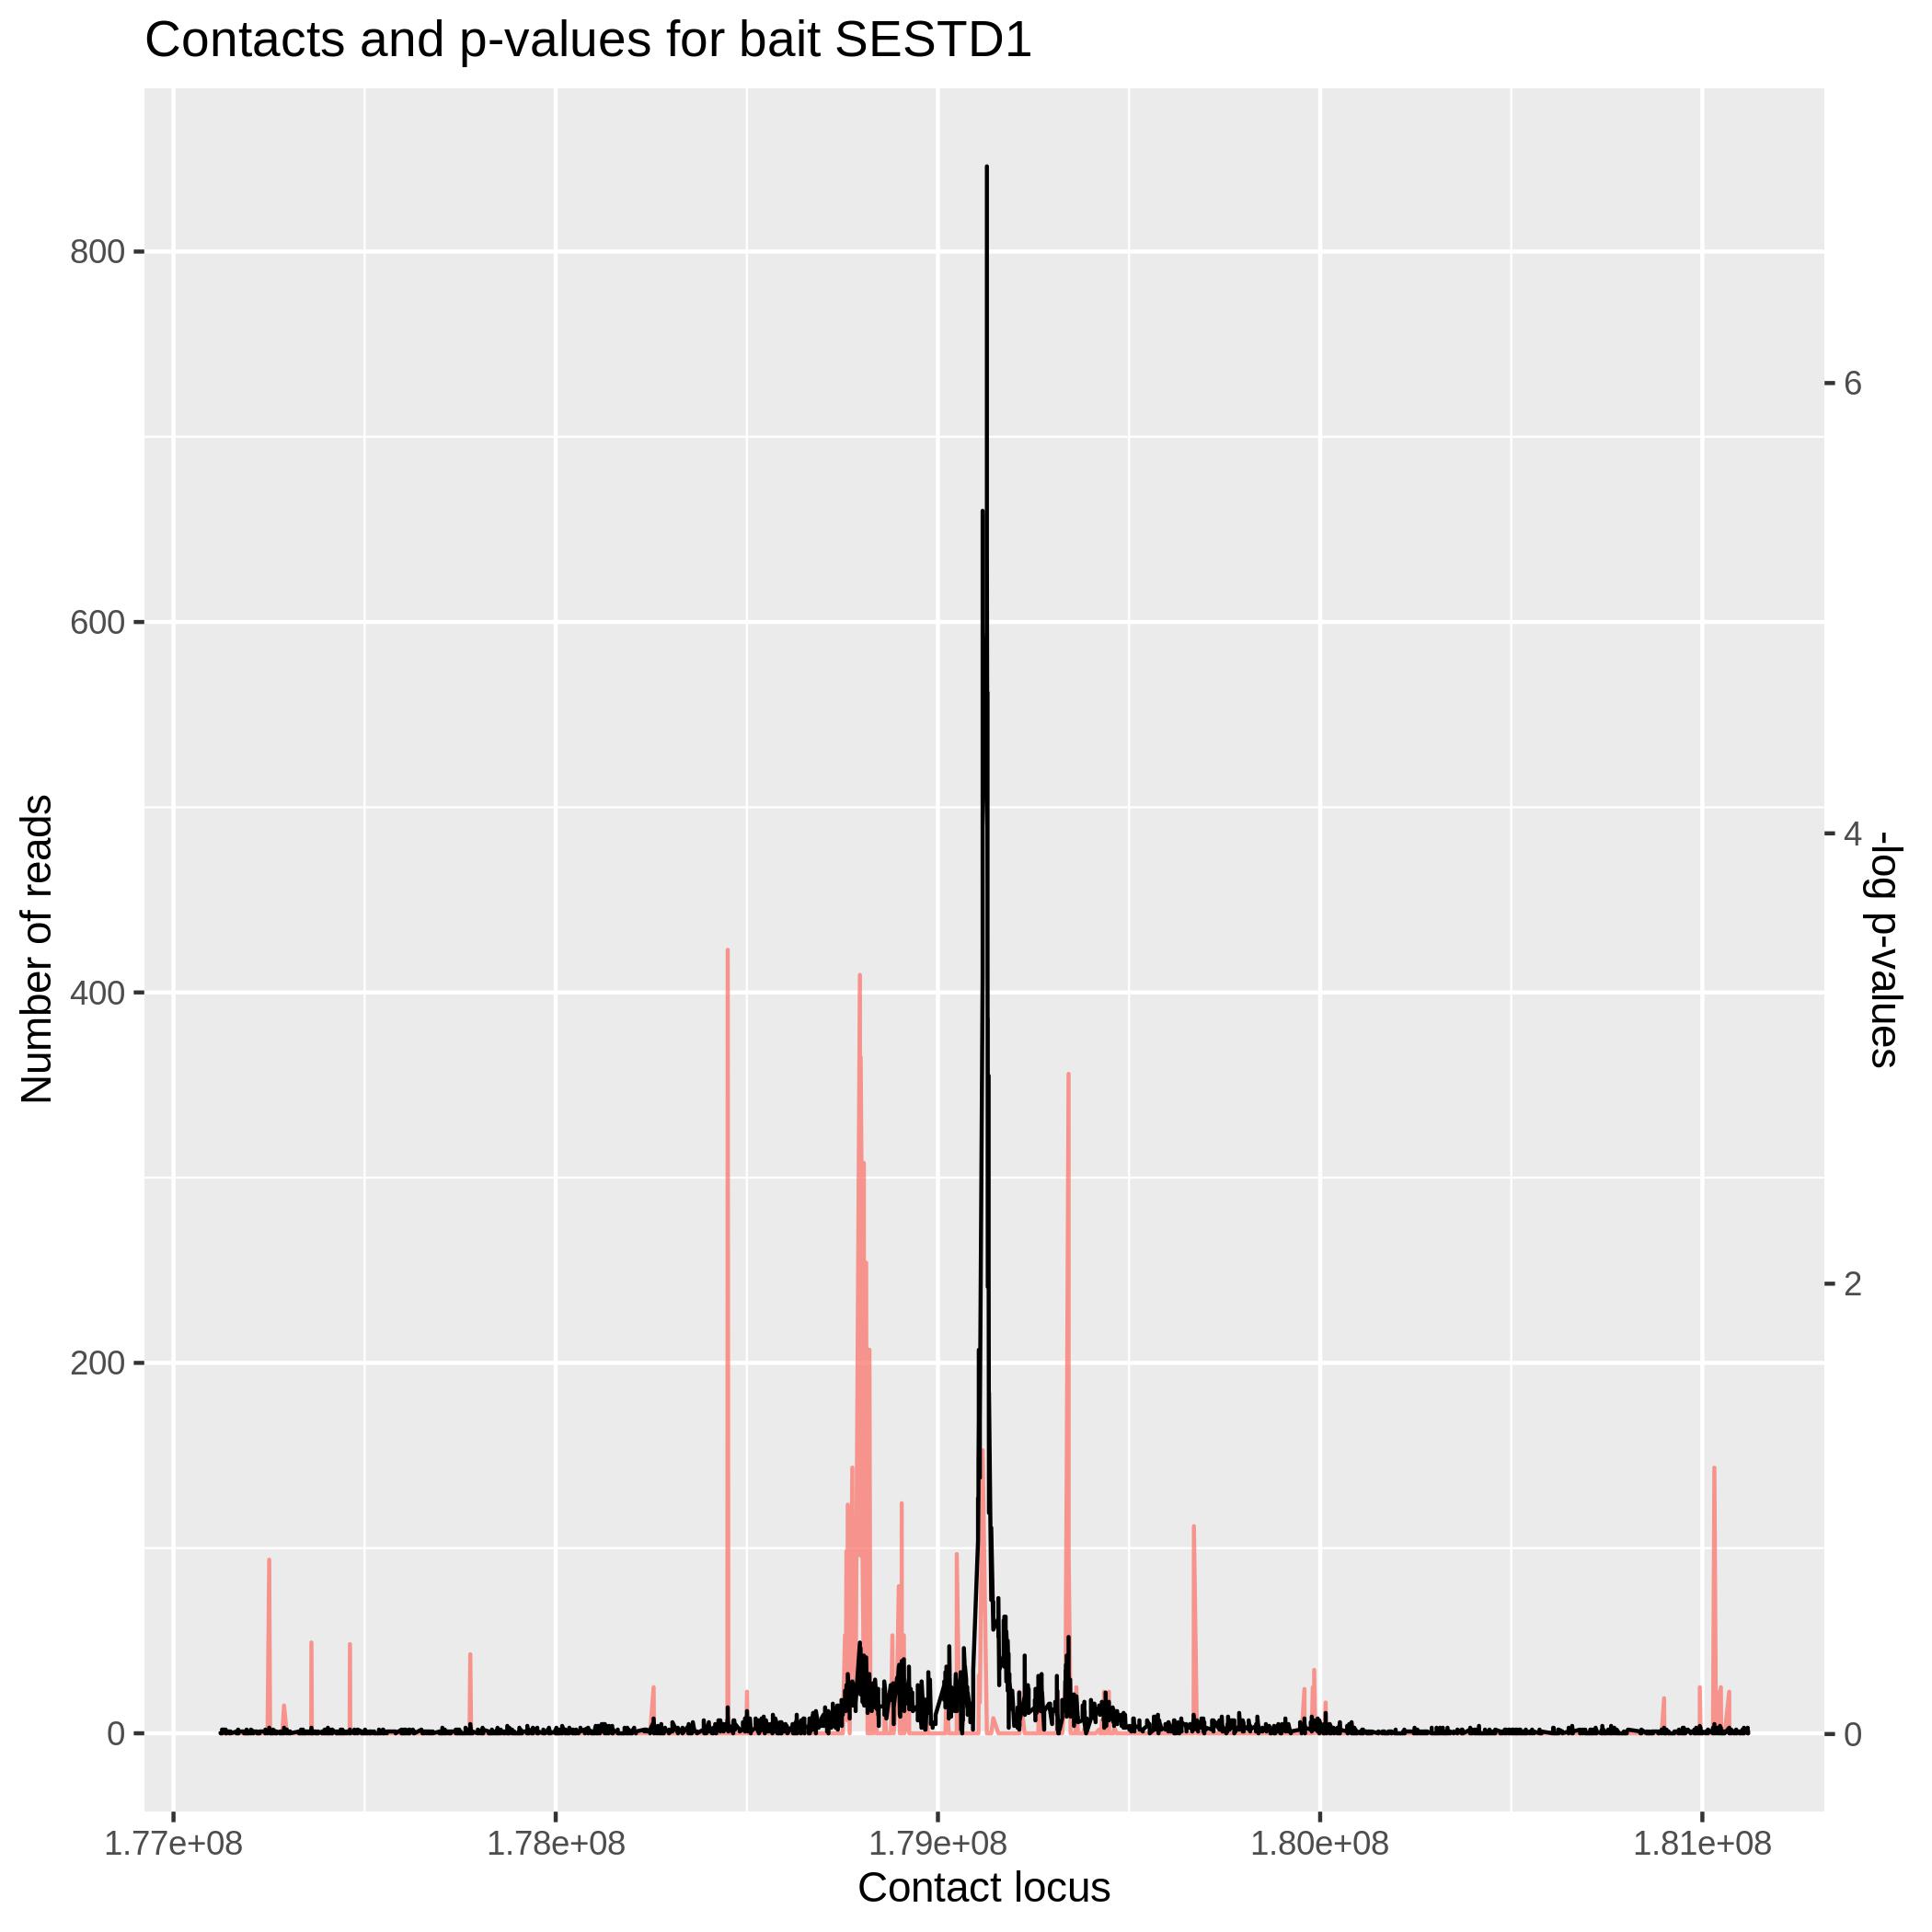 Contacts and p-values for bait SESTD1
800
600
400
200
0
6
4
2
0
Number of reads
-log p-values
1.77e+08
1.78e+08
1.79e+08
1.80e+08
1.81e+08
Contact locus